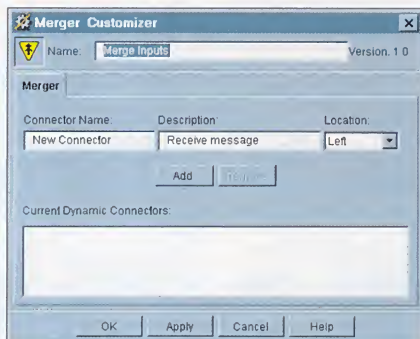 Merger Customizer
Name: Merge Inputs Version. 1.0
Merger
Connector Name: Description: Location:
New Connector Receive message Left
Add
Current Dynamic Connectors:
OK Apply Cancel Help